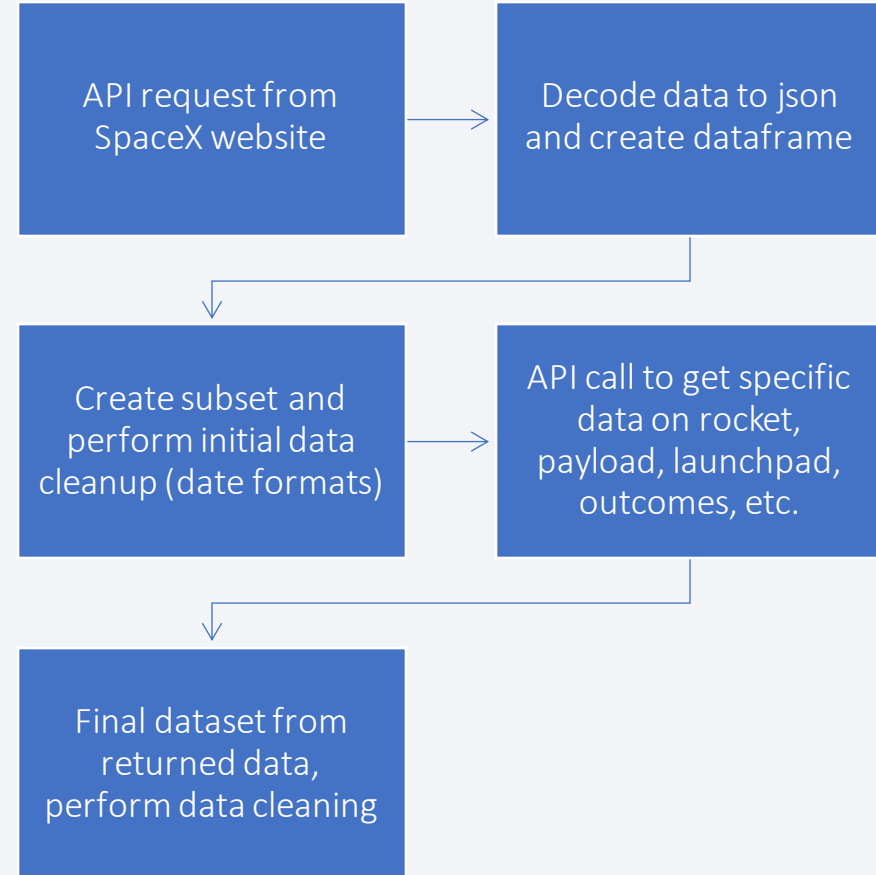 API request from
SpaceX website
Decode data to json
and create dataframe
Create subset and
perform initial data
cleanup (date formats)
API call to get specific
data on rocket,
payload, launchpad,
outcomes, etc.
Final dataset from
returned data,
perform data cleaning